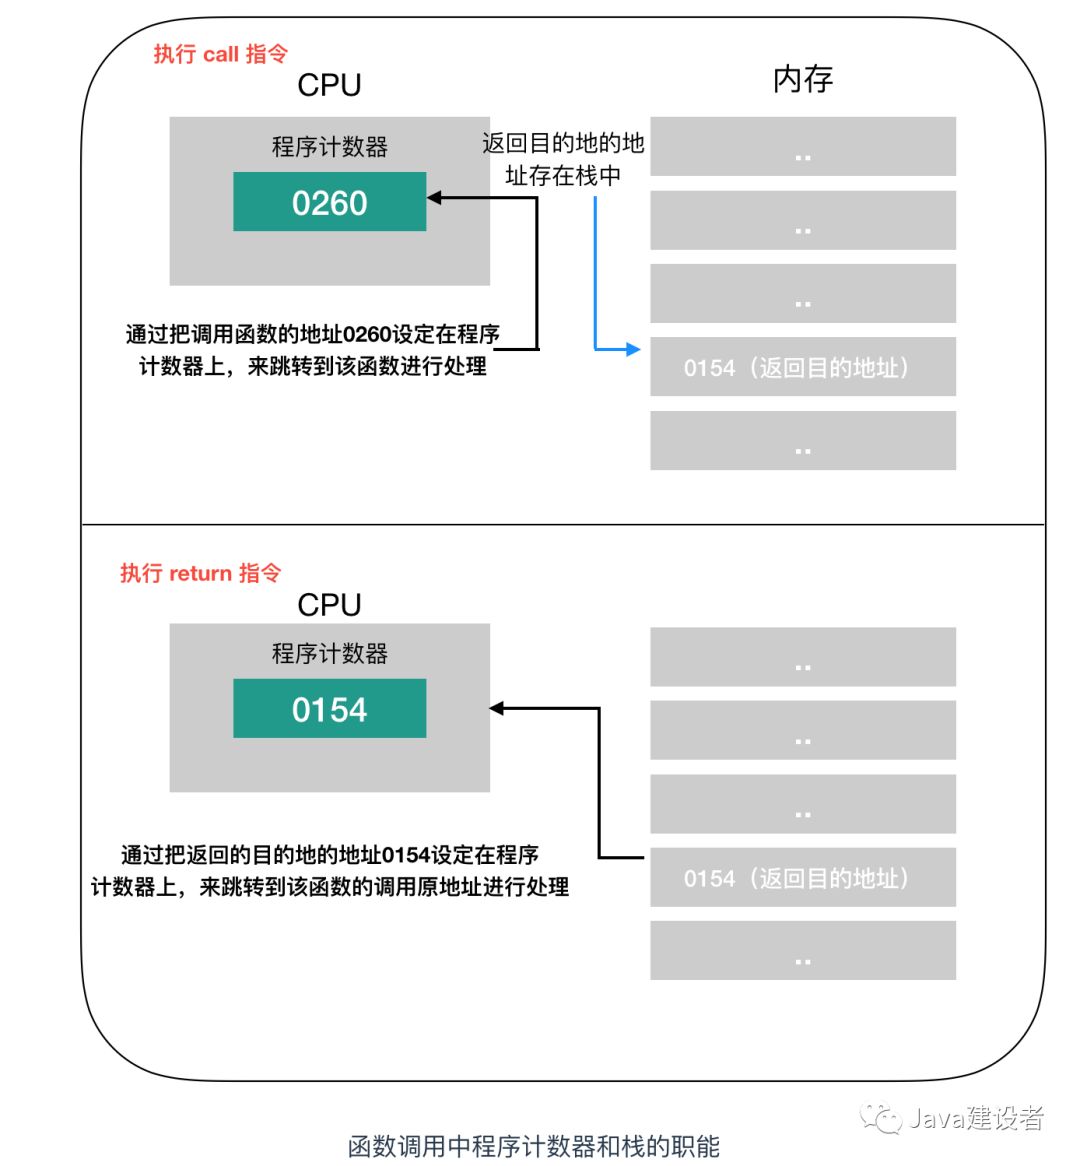 执行 call 指令
CPU
内存
程序计数器
0260
返回目的地的地
址存在栈中
..
..
..
0154（返回目的地址）
..
通过把调用函数的地址0260设定在程序
计数器上，来跳转到该函数进行处理
执行 return 指令
CPU
程序计数器
0154
..
..
..
0154（返回目的地址）
..
通过把返回的目的地的地址0154设定在程序
计数器上，来跳转到该函数的调用原地址进行处理
Java建设者
函数调用中程序计数器和栈的职能